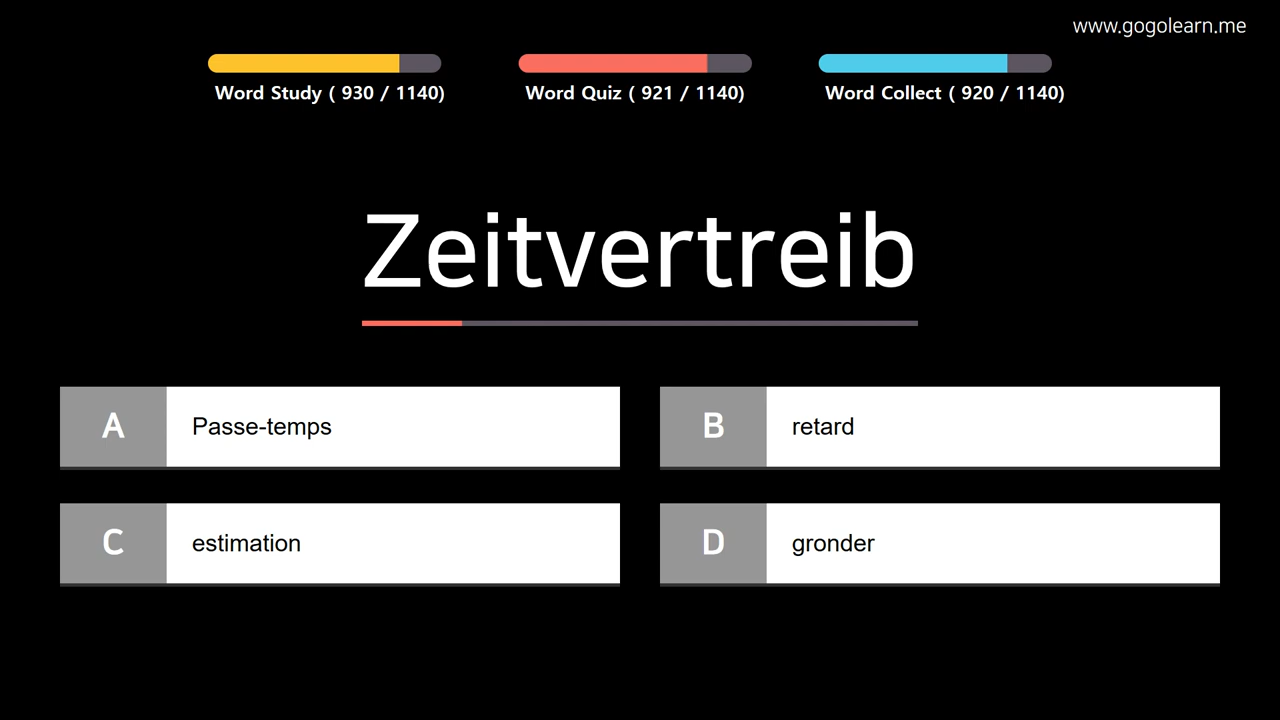 www.gogolearn.me
Word Study ( 930 / 1140)
Word Quiz ( 921 / 1140)
Word Collect ( 920 / 1140)
Zeitvertreib
A Passe-temps
B retard
C estimation
D gronder